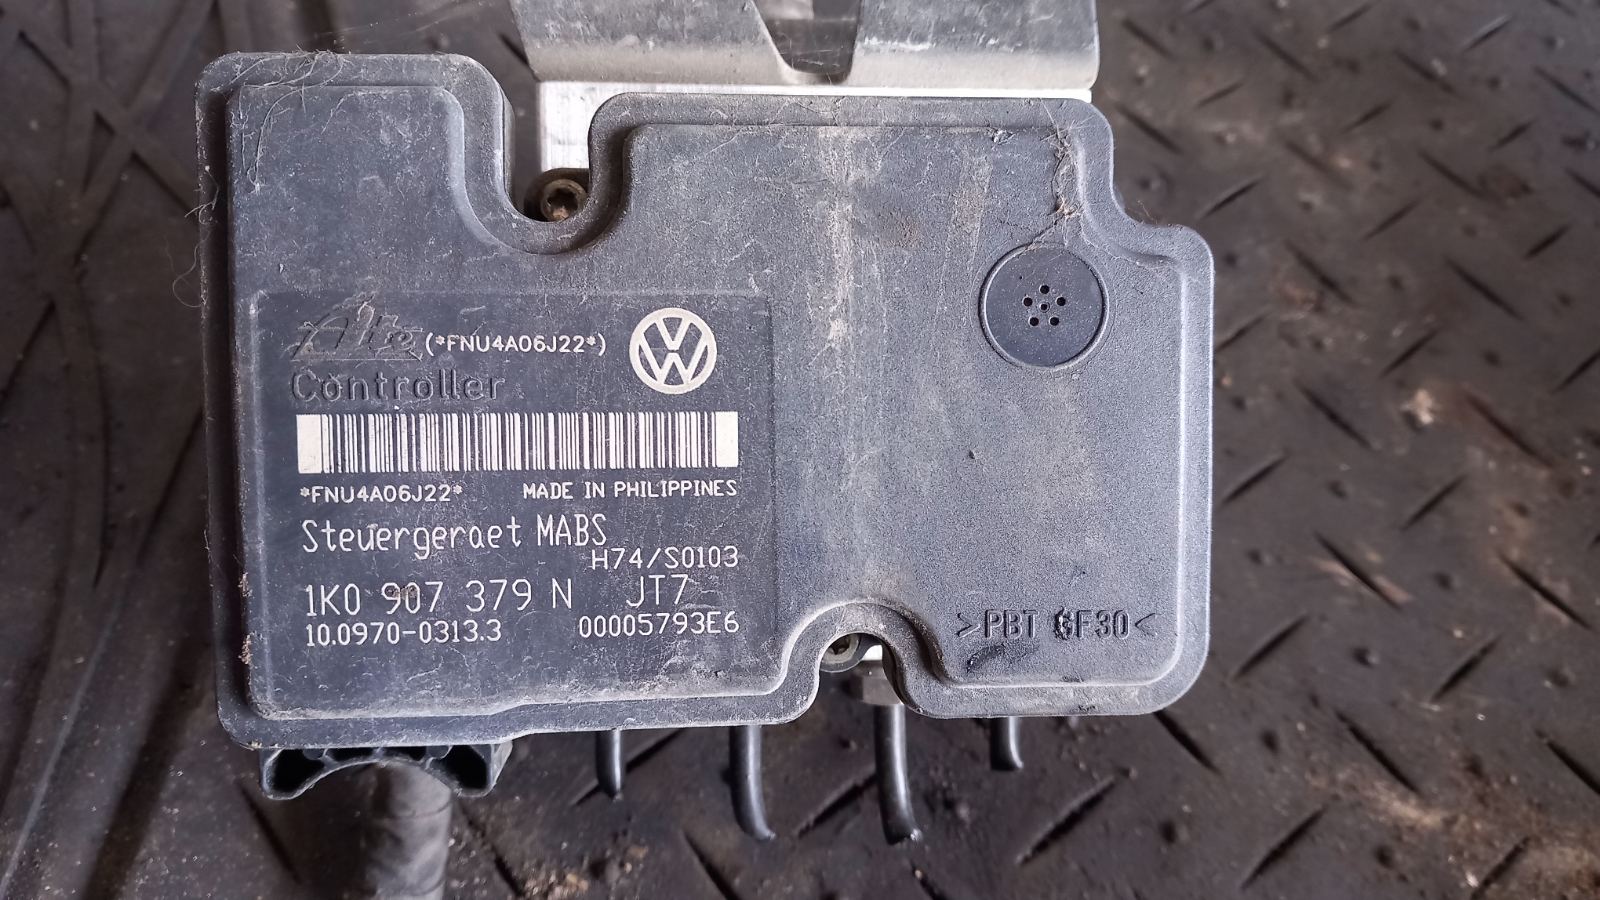 Ate (*FNU4A06J22*)
Controller
*FNU4A06J22* MADE IN PHILIPPINES
Steuergeraet MABS
H74/S0103
1K0 907 379 N JT7
10.0970-0313.3 00005793E6
>PBT GF30<